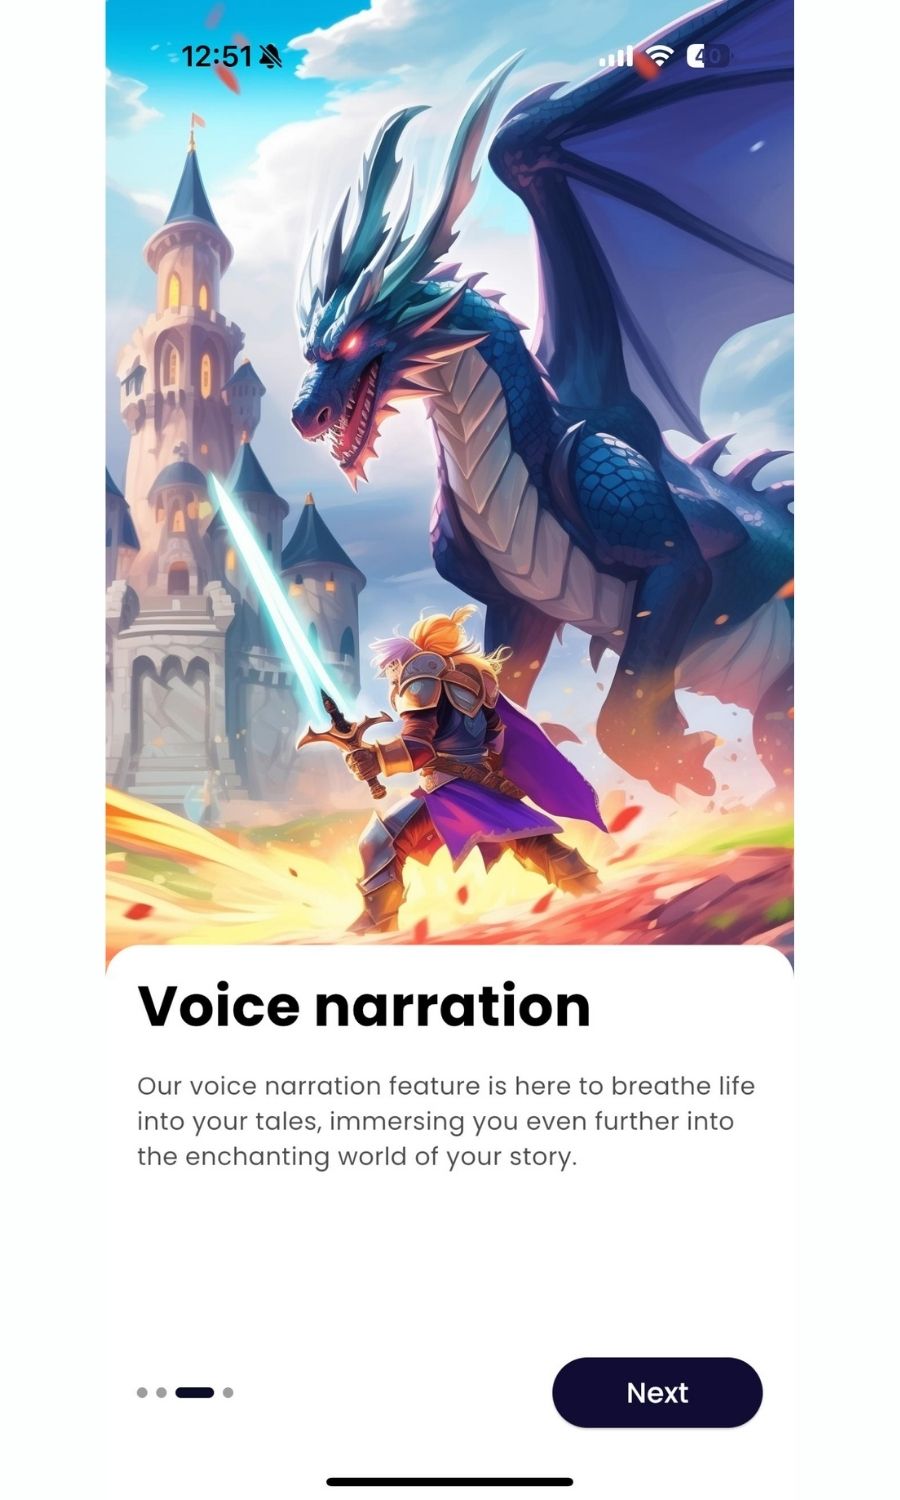 12:51
40
Voice narration
Our voice narration feature is here to breathe life
into your tales, immersing you even further into
the enchanting world of your story.
Next